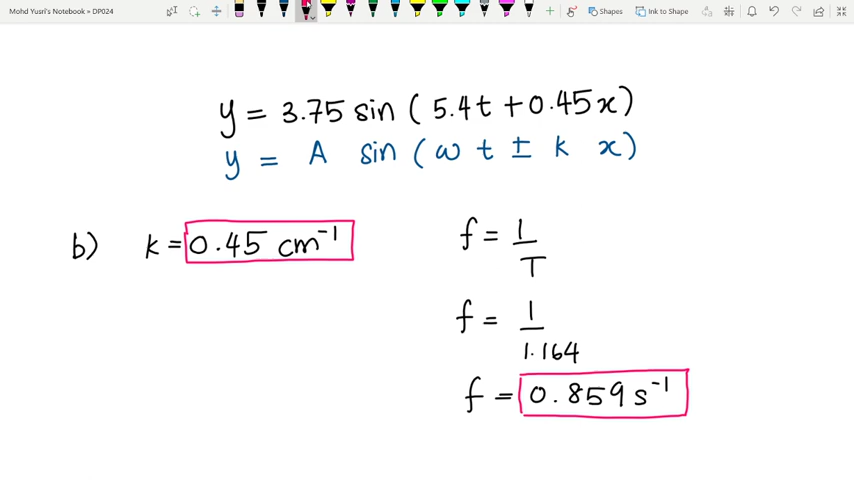 Mohd Yusri's Notebook » DP024
Shapes
Ink to Shape
y = 3.75 sin ( 5.4t + 0.45x)
y = A sin ( ω t ± k x )
b) k = 0.45 cm⁻¹
f = 1/T
f = 1/1.164
f = 0.859 s⁻¹